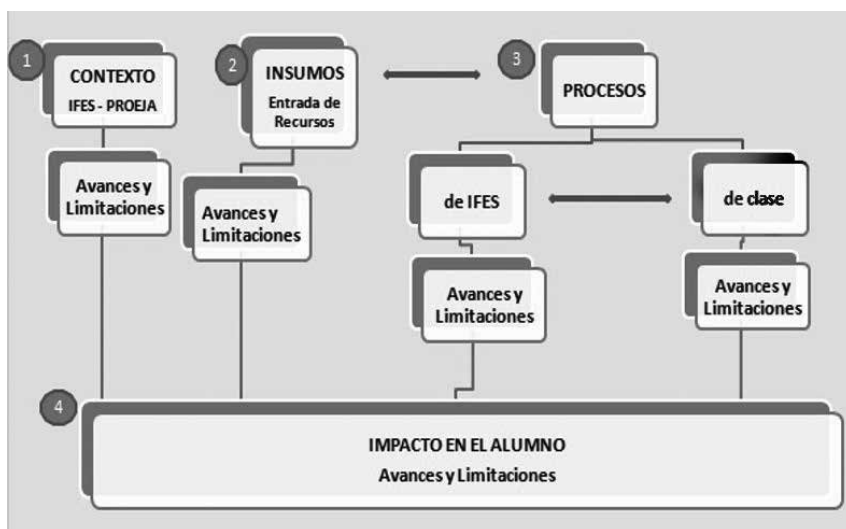 1
CONTEXTO
IFES - PROEJA
2
INSUMOS
Entrada de
Recursos
3
PROCESOS
Avances y
Limitaciones
Avances y
Limitaciones
de IFES
de clase
Avances y
Limitaciones
Avances y
Limitaciones
4
IMPACTO EN EL ALUMNO
Avances y Limitaciones